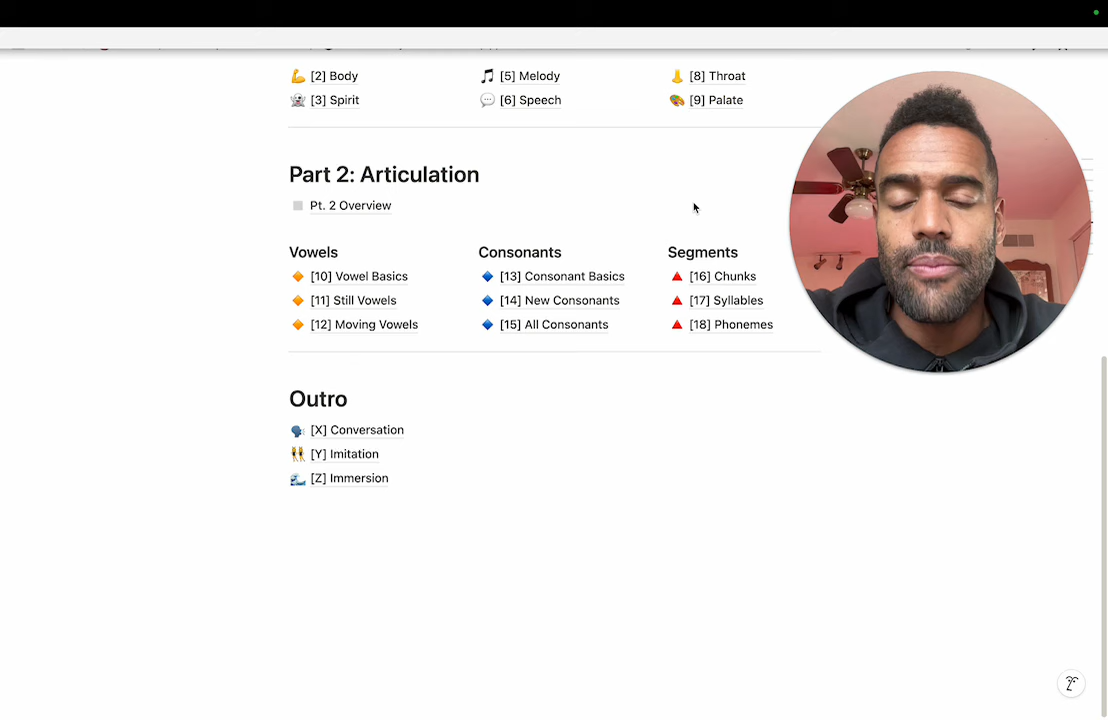 [2] Body
[5] Melody
[8] Throat
[3] Spirit
[6] Speech
[9] Palate
Part 2: Articulation
Pt. 2 Overview
Vowels
[10] Vowel Basics
[11] Still Vowels
[12] Moving Vowels
Consonants
[13] Consonant Basics
[14] New Consonants
[15] All Consonants
Segments
[16] Chunks
[17] Syllables
[18] Phonemes
Outro
[X] Conversation
[Y] Imitation
[Z] Immersion